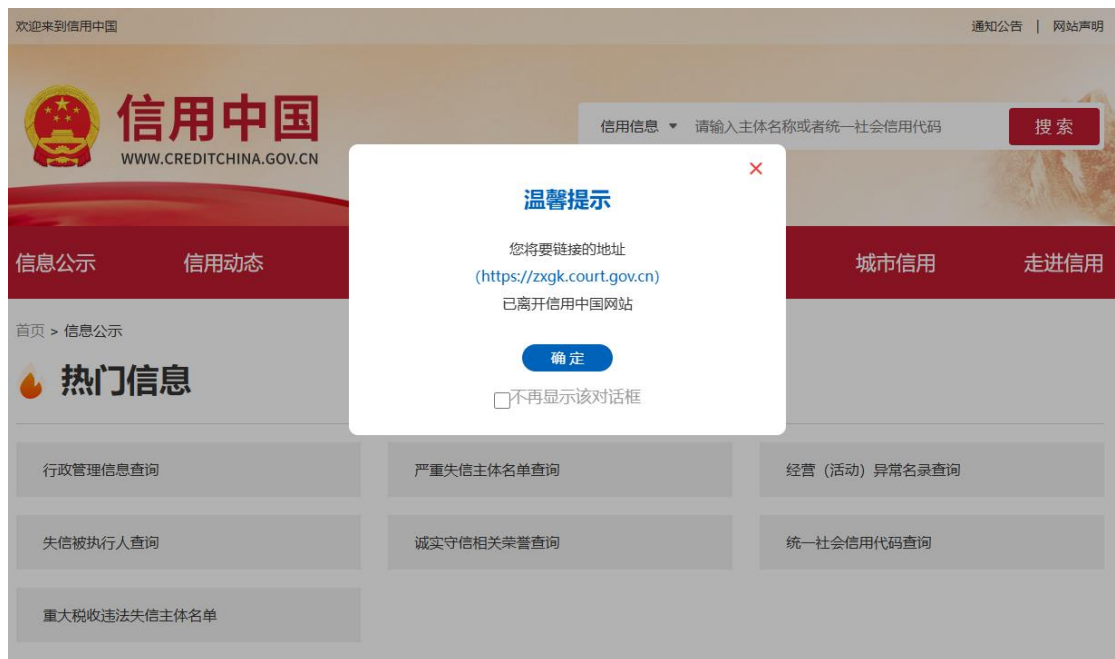 欢迎来到信用中国
通知公告 | 网站声明
信用中国
WWW.CREDITCHINA.GOV.CN
信用信息 请输入主体名称或者统一社会信用代码 搜索
温馨提示
您将要链接的地址
(https://zxgk.court.gov.cn)
已离开信用中国网站
确定
不再显示该对话框
信息公示 信用动态 城市信用 走进信用
首页 > 信息公示
热门信息
行政管理信息查询 严重失信主体名单查询 经营（活动）异常名录查询
失信被执行人查询 诚实守信相关荣誉查询 统一社会信用代码查询
重大税收违法失信主体名单